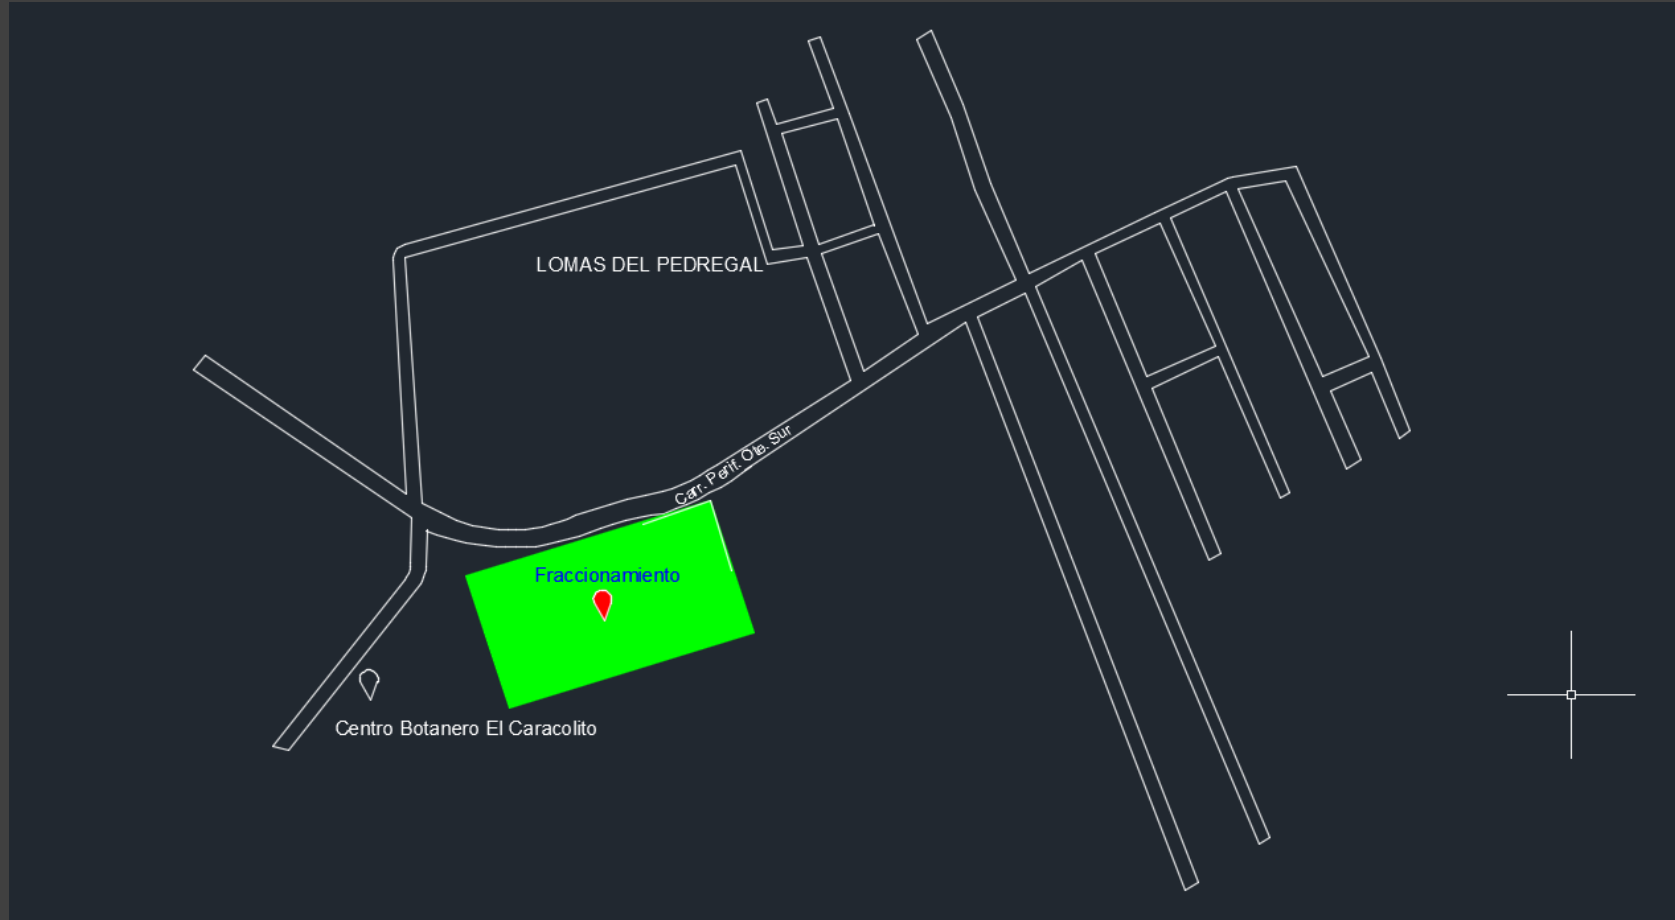 LOMAS DEL PEDREGAL
Carr. Perif. Ote. Sur
Fraccionamiento
Centro Botanero El Caracolito